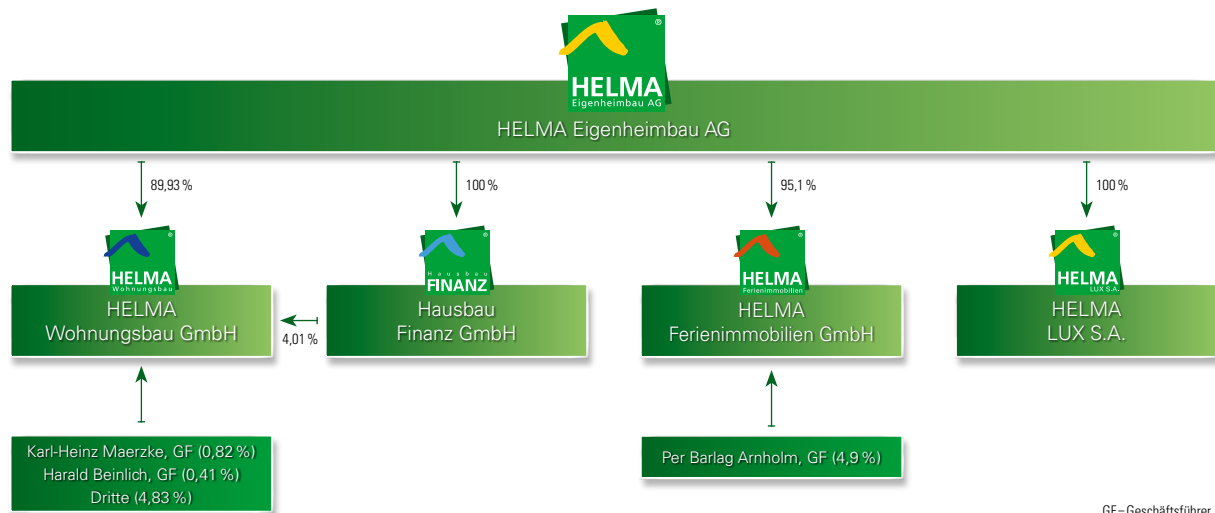 ®
HELMA
Eigenheimbau AG
HELMA Eigenheimbau AG
89,93 %
100 %
95,1 %
100 %
®
HELMA
Wohnungsbau
®
Hausbau
FINANZ
®
HELMA
Ferienimmobilien
®
HELMA
LUX S.A.
HELMA
Wohnungsbau GmbH
4,01 %
Hausbau
Finanz GmbH
HELMA
Ferienimmobilien GmbH
HELMA
LUX S.A.
Karl-Heinz Maerzke, GF (0,82 %)
Harald Beinlich, GF (0,41 %)
Dritte (4,83 %)
Per Barlag Arnholm, GF (4,9 %)
GF – Geschäftsführer